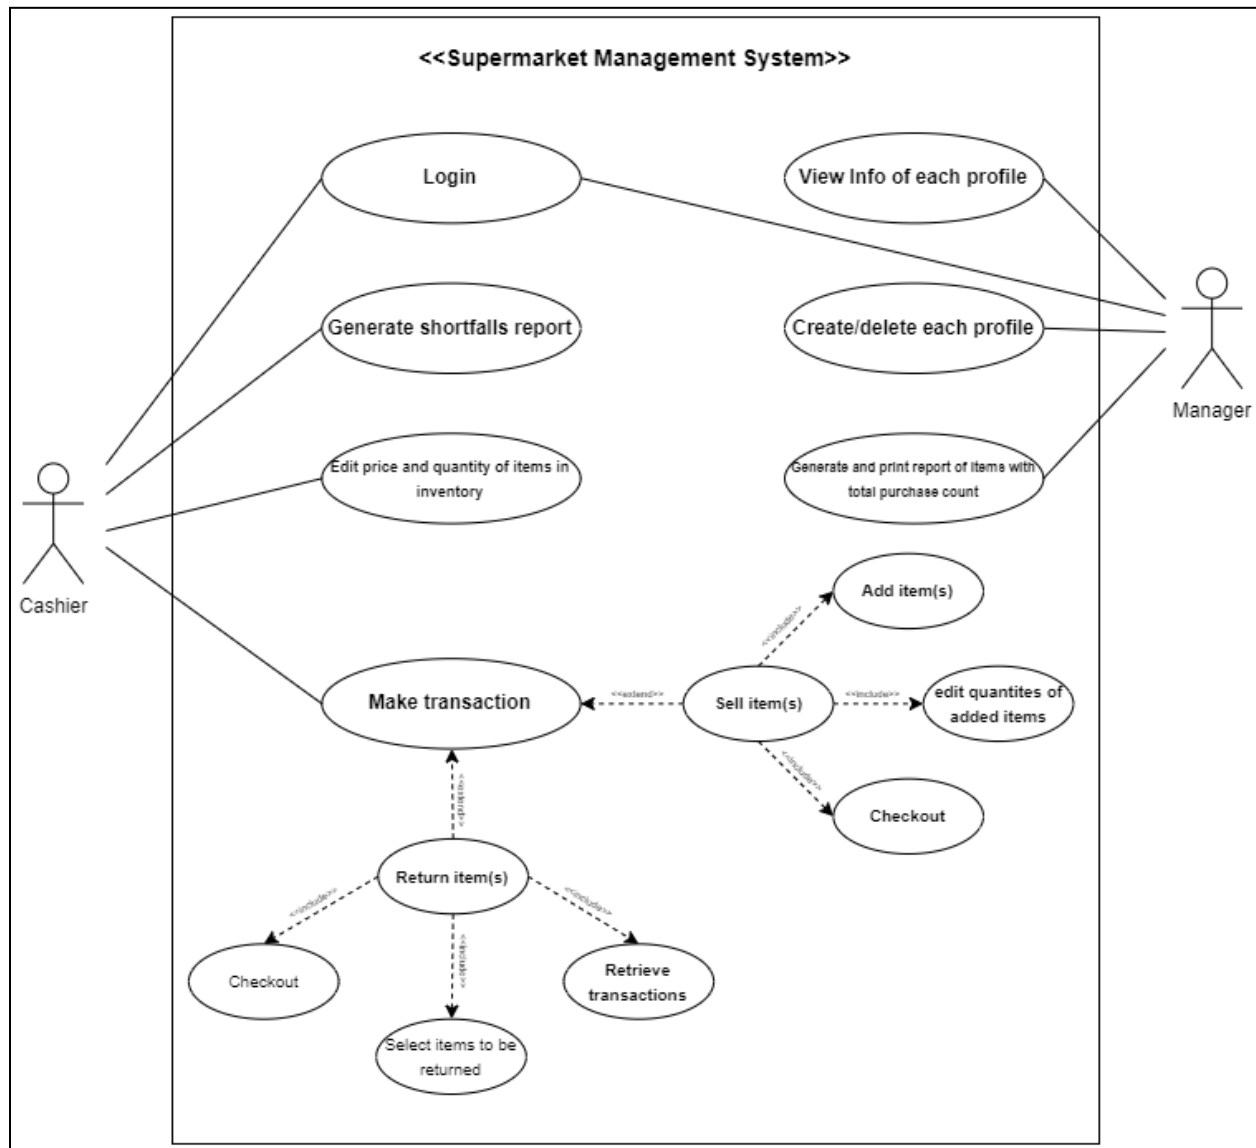 <<Supermarket Management System>>
Login
View Info of each profile
Generate shortfalls report
Create/delete each profile
Manager
Edit price and quantity of items in
inventory
Generate and print report of items with
total purchase count
Cashier
Add item(s)
<<include>>
Make transaction
<<extend>>
Sell item(s)
<<include>>
edit quantites of
added items
<<include>>
Checkout
<<extend>>
Return item(s)
<<include>>
<<include>>
<<include>>
Checkout
Retrieve
transactions
Select items to be
returned